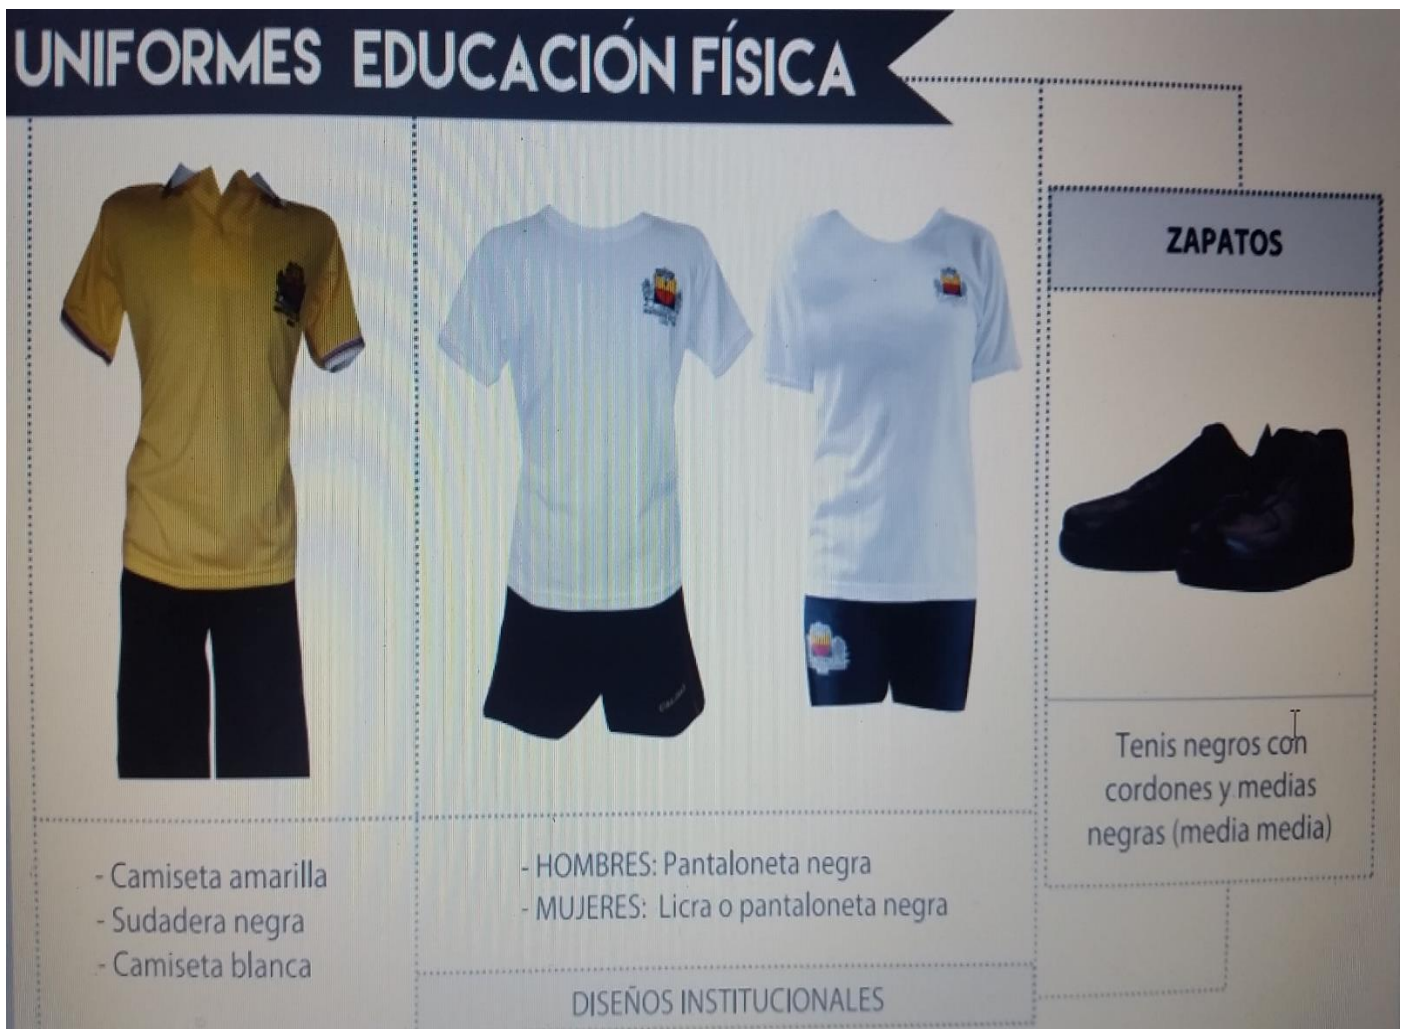 UNIFORMES EDUCACIÓN FÍSICA
- Camiseta amarilla
- Sudadera negra
- Camiseta blanca
- HOMBRES: Pantaloneta negra
- MUJERES: Licra o pantaloneta negra
DISEÑOS INSTITUCIONALES
ZAPATOS
Tenis negros con
cordones y medias
negras (media media)